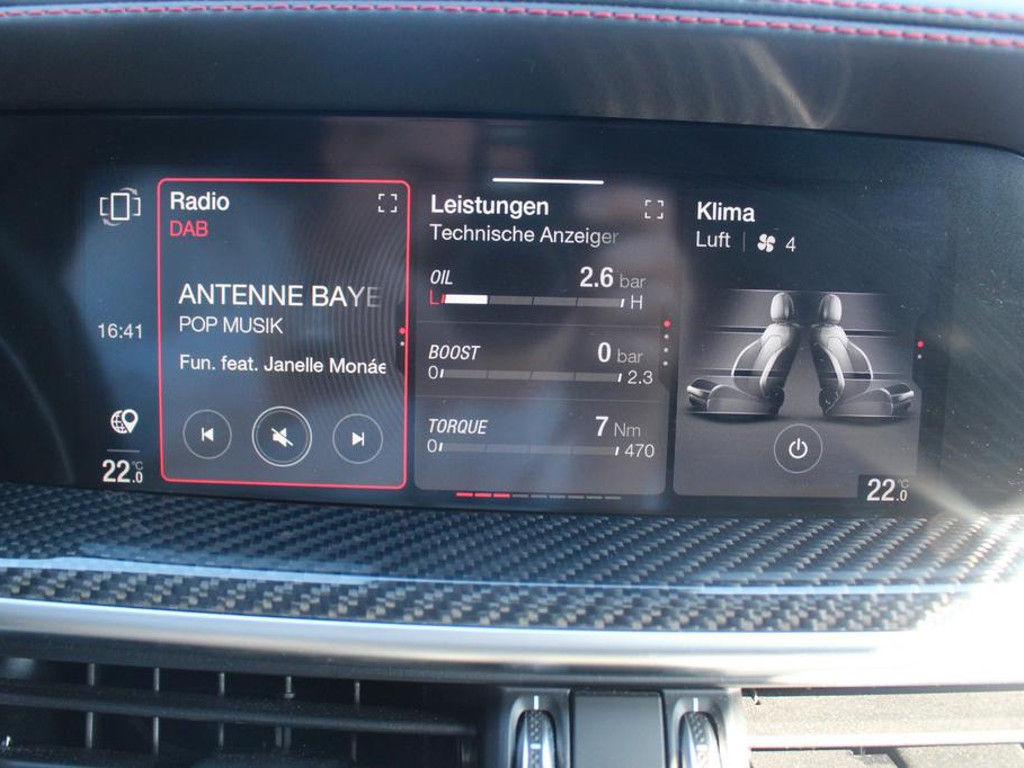 Radio
DAB
ANTENNE BAYE
POP MUSIK
Fun. feat. Janelle Monáe
16:41
22.0 °C
Leistungen
Technische Anzeiger
OIL 2.6 bar
L H
BOOST 0 bar
0 2.3
TORQUE 7 Nm
0 470
Klima
Luft 4
22.0 °C